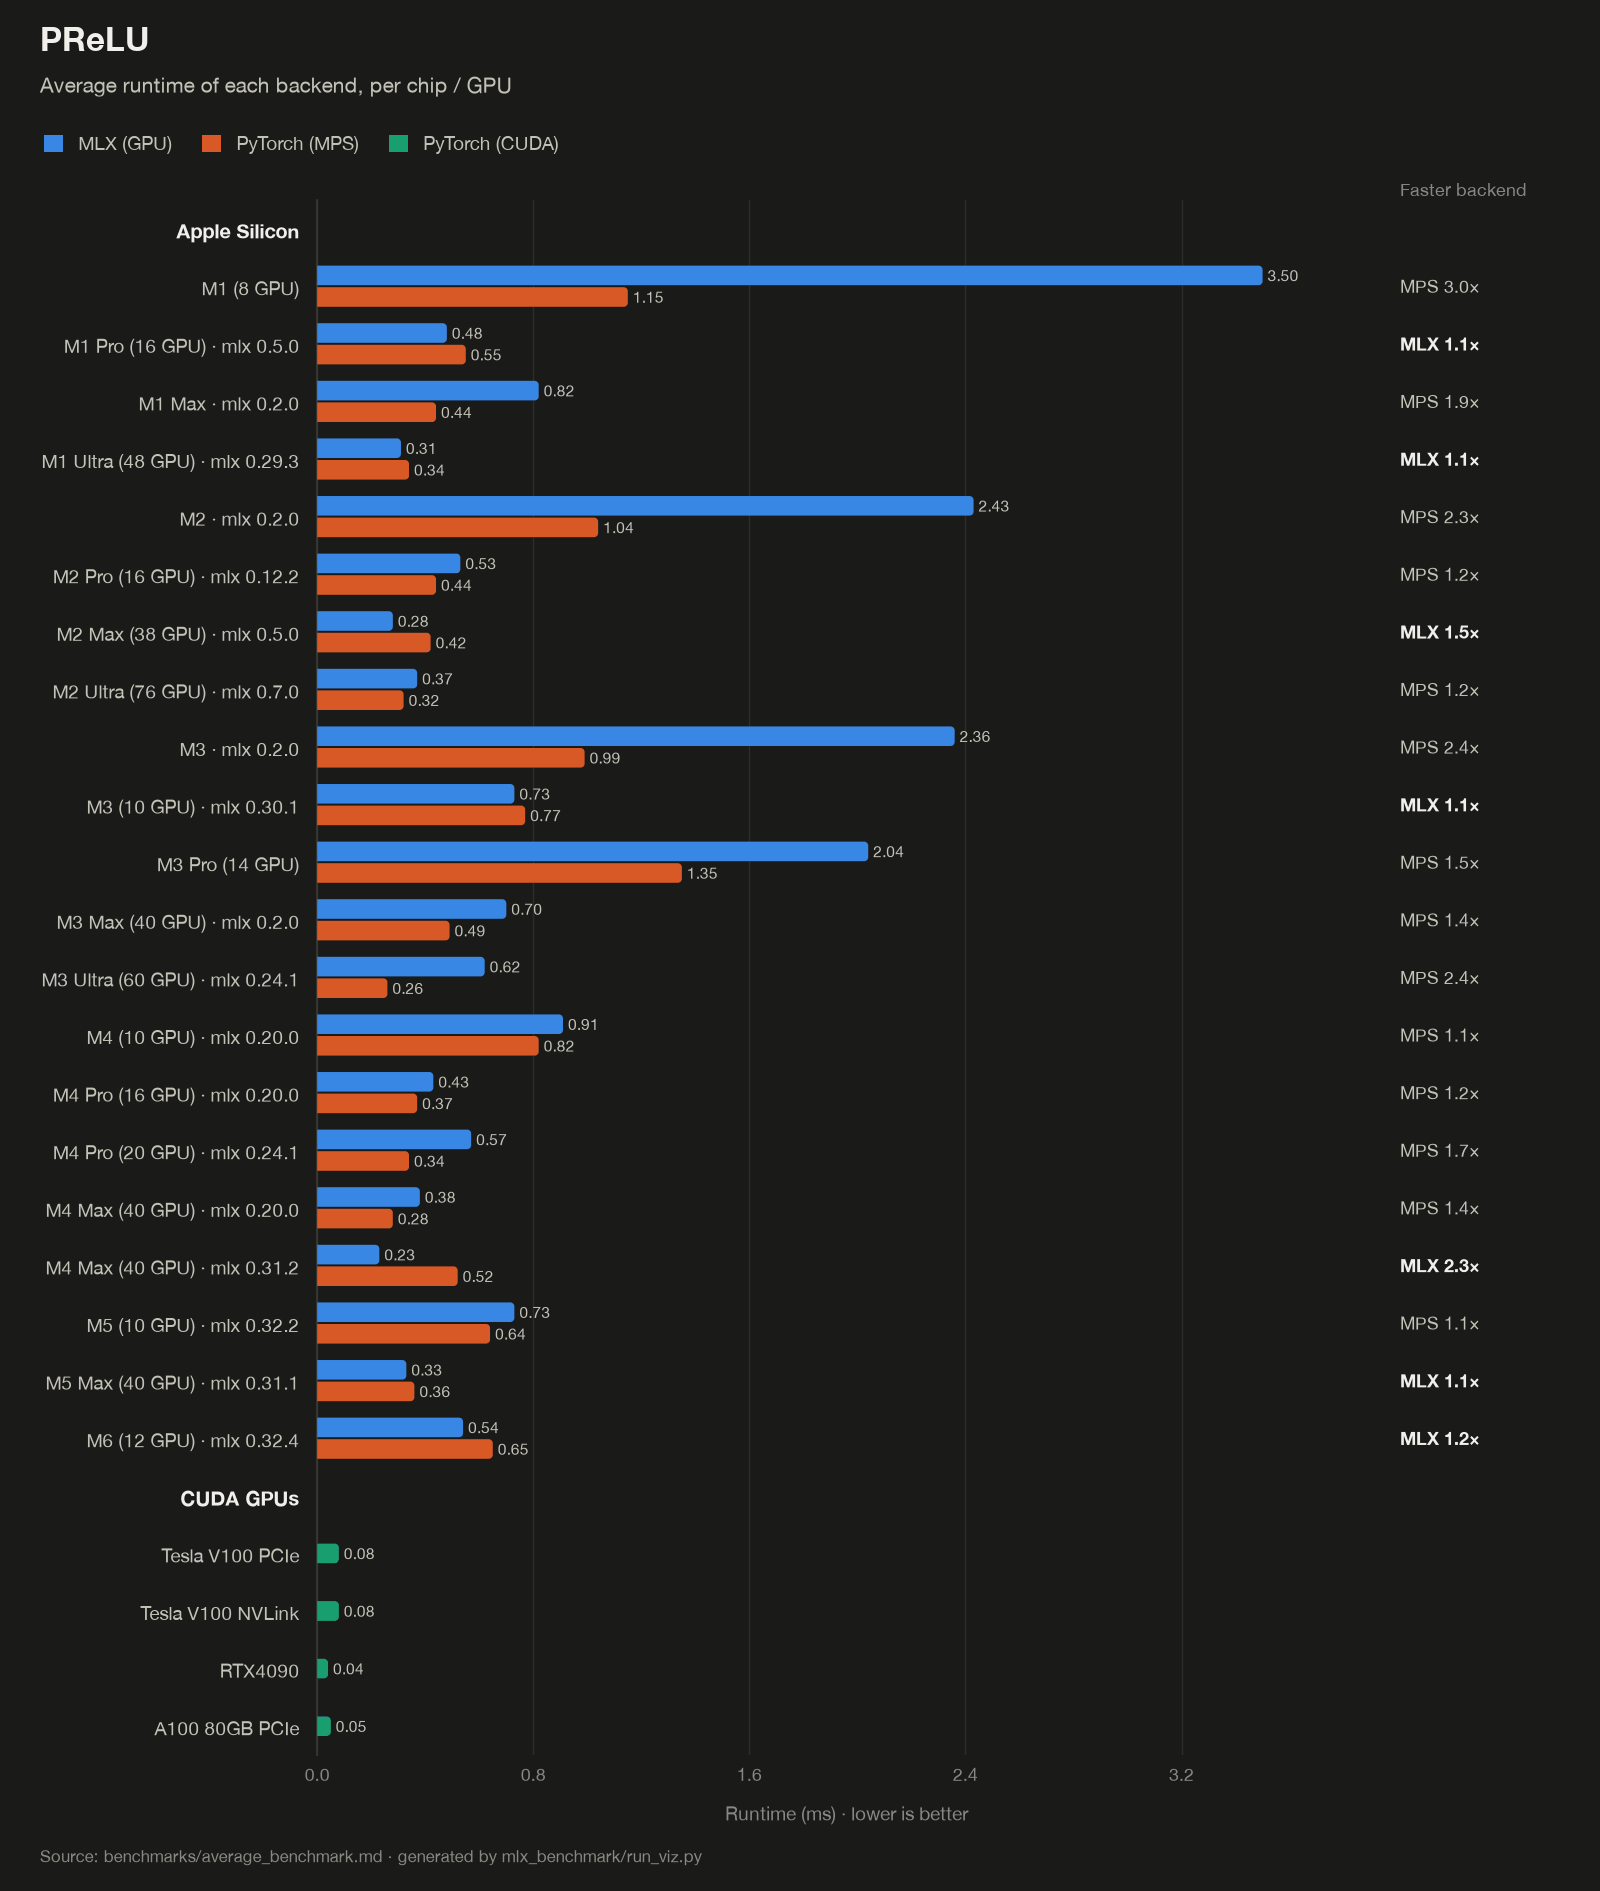 PReLU
Average runtime of each backend, per chip / GPU
MLX (GPU) PyTorch (MPS) PyTorch (CUDA)
Faster backend
Apple Silicon
M1 (8 GPU) 3.50 1.15 MPS 3.0×
M1 Pro (16 GPU) · mlx 0.5.0 0.48 0.55 MLX 1.1×
M1 Max · mlx 0.2.0 0.82 0.44 MPS 1.9×
M1 Ultra (48 GPU) · mlx 0.29.3 0.31 0.34 MLX 1.1×
M2 · mlx 0.2.0 2.43 1.04 MPS 2.3×
M2 Pro (16 GPU) · mlx 0.12.2 0.53 0.44 MPS 1.2×
M2 Max (38 GPU) · mlx 0.5.0 0.28 0.42 MLX 1.5×
M2 Ultra (76 GPU) · mlx 0.7.0 0.37 0.32 MPS 1.2×
M3 · mlx 0.2.0 2.36 0.99 MPS 2.4×
M3 (10 GPU) · mlx 0.30.1 0.73 0.77 MLX 1.1×
M3 Pro (14 GPU) 2.04 1.35 MPS 1.5×
M3 Max (40 GPU) · mlx 0.2.0 0.70 0.49 MPS 1.4×
M3 Ultra (60 GPU) · mlx 0.24.1 0.62 0.26 MPS 2.4×
M4 (10 GPU) · mlx 0.20.0 0.91 0.82 MPS 1.1×
M4 Pro (16 GPU) · mlx 0.20.0 0.43 0.37 MPS 1.2×
M4 Pro (20 GPU) · mlx 0.24.1 0.57 0.34 MPS 1.7×
M4 Max (40 GPU) · mlx 0.20.0 0.38 0.28 MPS 1.4×
M4 Max (40 GPU) · mlx 0.31.2 0.23 0.52 MLX 2.3×
M5 (10 GPU) · mlx 0.32.2 0.73 0.64 MPS 1.1×
M5 Max (40 GPU) · mlx 0.31.1 0.33 0.36 MLX 1.1×
M6 (12 GPU) · mlx 0.32.4 0.54 0.65 MLX 1.2×
CUDA GPUs
Tesla V100 PCIe 0.08
Tesla V100 NVLink 0.08
RTX4090 0.04
A100 80GB PCIe 0.05
0.0 0.8 1.6 2.4 3.2
Runtime (ms) · lower is better
Source: benchmarks/average_benchmark.md · generated by mlx_benchmark/run_viz.py